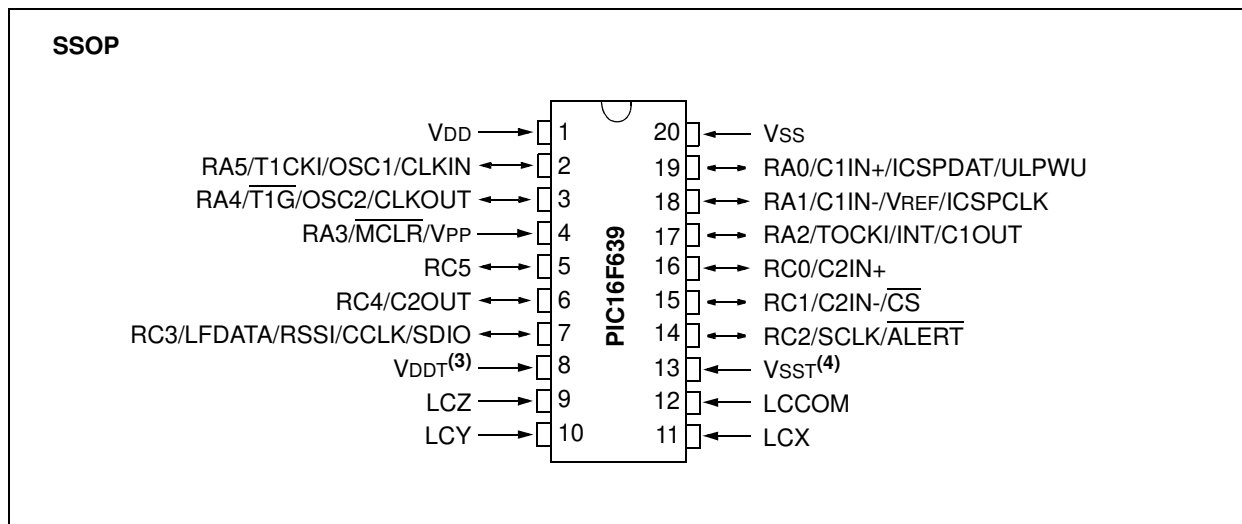 SSOP
VDD 1 20 VSS
RA5/T1CKI/OSC1/CLKIN 2 19 RA0/C1IN+/ICSPDAT/ULPWU
RA4/T1G/OSC2/CLKOUT 3 18 RA1/C1IN-/VREF/ICSPCLK
RA3/MCLR/VPP 4 17 RA2/TOCKI/INT/C1OUT
RC5 5 16 RC0/C2IN+
RC4/C2OUT 6 15 RC1/C2IN-/CS
RC3/LFDATA/RSSI/CCLK/SDIO 7 14 RC2/SCLK/ALERT
VDDT(3) 8 13 VSST(4)
LCZ 9 12 LCCOM
LCY 10 11 LCX
PIC16F639